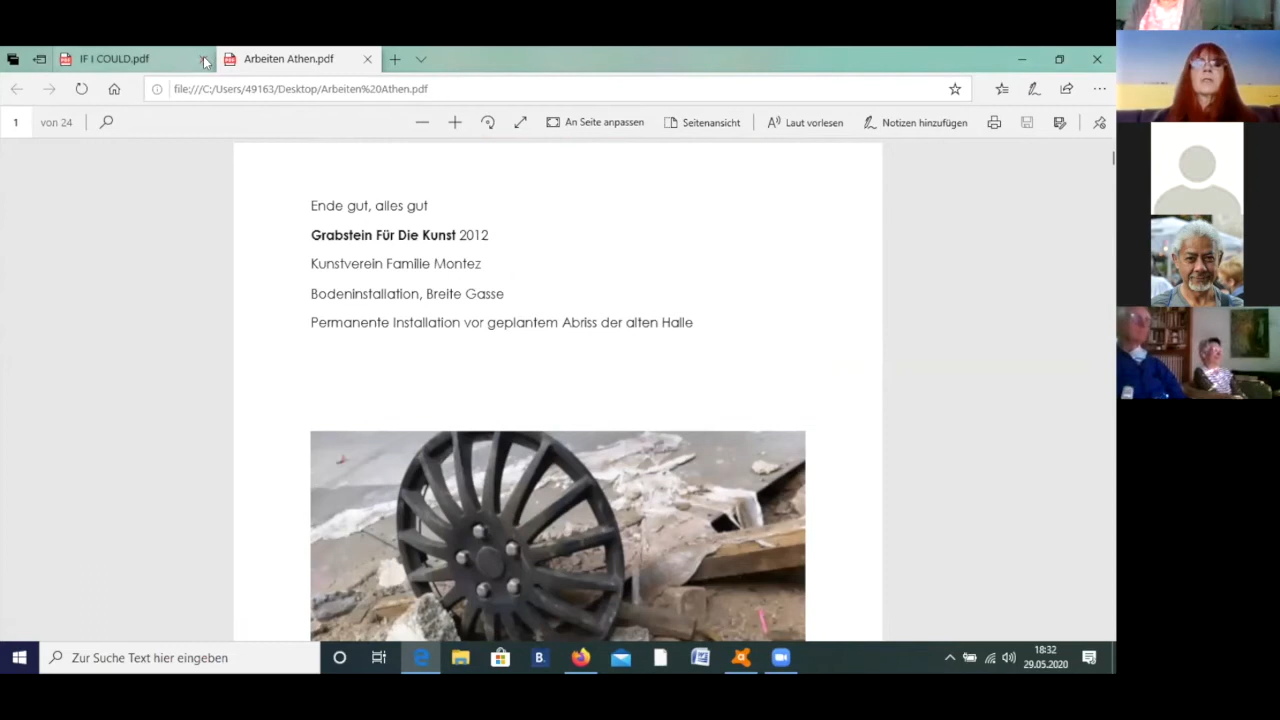 IF I COULD.pdf
Arbeiten Athen.pdf
file:///C:/Users/49163/Desktop/Arbeiten%20Athen.pdf
1 von 24
An Seite anpassen
Seitenansicht
Laut vorlesen
Notizen hinzufügen
Ende gut, alles gut
Grabstein Für Die Kunst 2012
Kunstverein Familie Montez
Bodeninstallation, Breite Gasse
Permanente Installation vor geplantem Abriss der alten Halle
Zur Suche Text hier eingeben
B.
18:32
29.05.2020